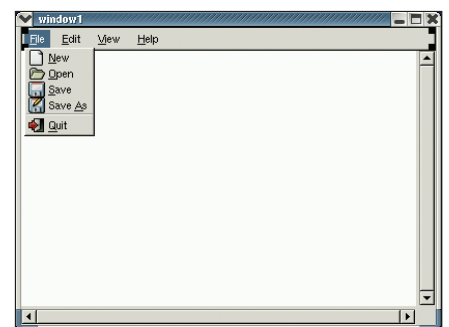 window1
File Edit View Help
New
Open
Save
Save As
Quit